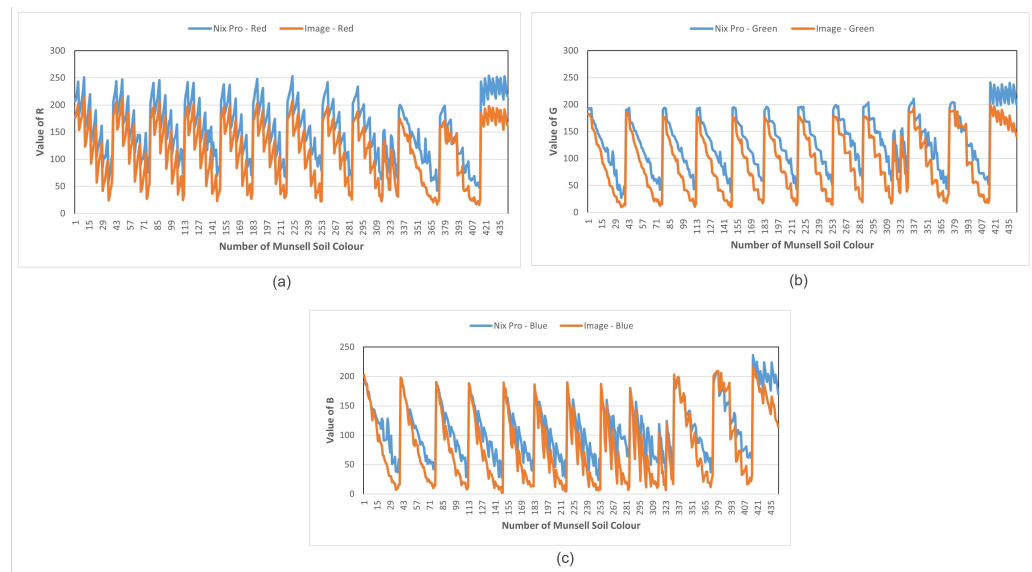 Nix Pro - Red Image - Red
300
250
200
150
100
50
0
Value of R
1 15 29 43 57 71 85 99 113 127 141 155 169 183 197 211 225 239 253 267 281 295 309 323 337 351 365 379 393 407 421 435
Number of Munsell Soil Colour
(a)
Nix Pro - Green Image - Green
300
250
200
150
100
50
0
Value of G
1 15 29 43 57 71 85 99 113 127 141 155 169 183 197 211 225 239 253 267 281 295 309 323 337 351 365 379 393 407 421 435
Number of Munsell Soil Colour
(b)
Nix Pro - Blue Image - Blue
250
200
150
100
50
0
Value of B
1 15 29 43 57 71 85 99 113 127 141 155 169 183 197 211 225 239 253 267 281 295 309 323 337 351 365 379 393 407 421 435
Number of Munsell Soil Colour
(c)